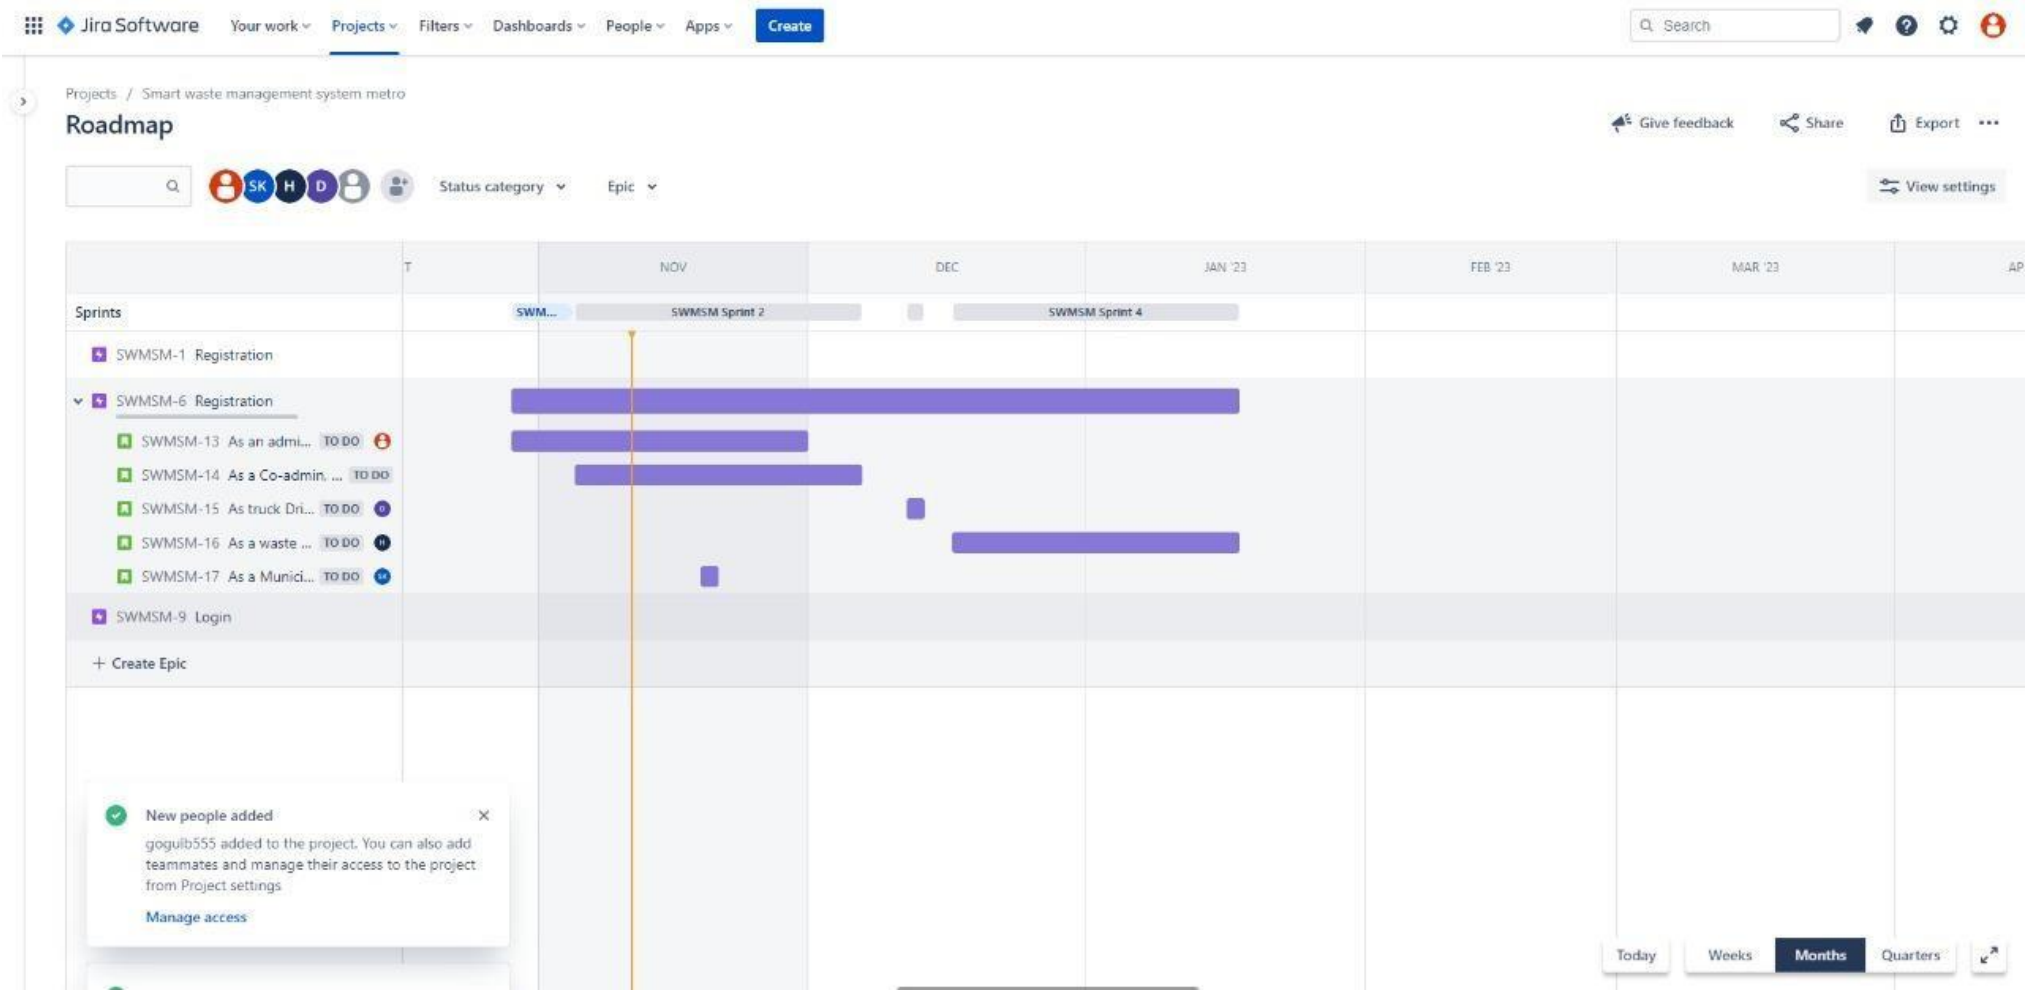 Jira Software Your work Projects Filters Dashboards People Apps Create Search
Projects / Smart waste management system metro
Roadmap
Give feedback Share Export
SK H D Status category Epic View settings
T NOV DEC JAN '23 FEB '23 MAR '23 AP
Sprints SWM... SWMSM Sprint 2 SWMSM Sprint 4
SWMSM-1 Registration
SWMSM-6 Registration
SWMSM-13 As an admi... TO DO
SWMSM-14 As a Co-admin, ... TO DO
SWMSM-15 As truck Dri... TO DO D
SWMSM-16 As a waste ... TO DO H
SWMSM-17 As a Munici... TO DO SK
SWMSM-9 Login
+ Create Epic
New people added
gogulb555 added to the project. You can also add
teammates and manage their access to the project
from Project settings
Manage access
Today Weeks Months Quarters